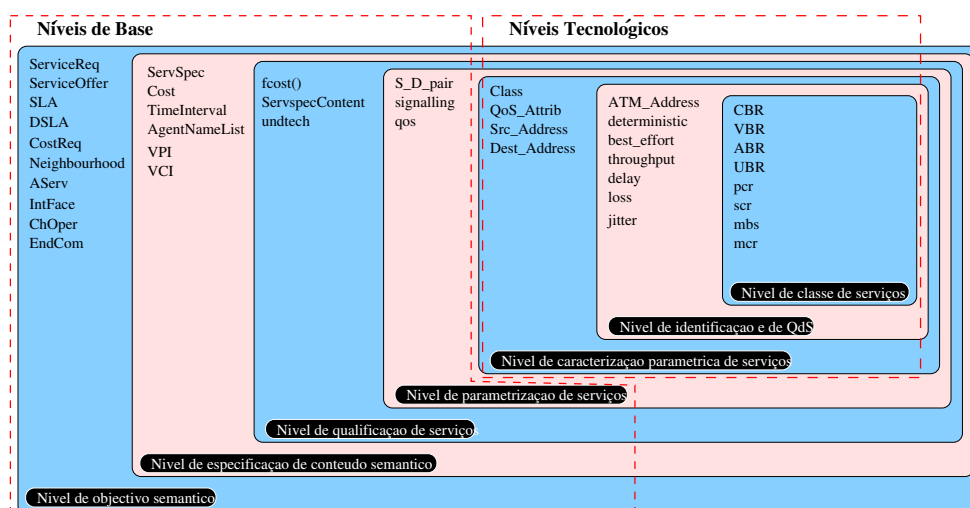 Níveis de Base
Níveis Tecnológicos
ServiceReq
ServiceOffer
SLA
DSLA
CostReq
Neighbourhood
AServ
IntFace
ChOper
EndCom
ServSpec
Cost
TimeInterval
AgentNameList
VPI
VCI
fcost()
ServspecContent
undtech
S_D_pair
signalling
qos
Class
QoS_Attrib
Src_Address
Dest_Address
ATM_Address
deterministic
best_effort
throughput
delay
loss
jitter
CBR
VBR
ABR
UBR
pcr
scr
mbs
mcr
Nivel de classe de serviços
Nivel de identificaçao e de QdS
Nivel de caracterizaçao parametrica de serviços
Nivel de parametrizaçao de serviços
Nivel de qualificaçao de serviços
Nivel de especificaçao de conteudo semantico
Nivel de objectivo semantico